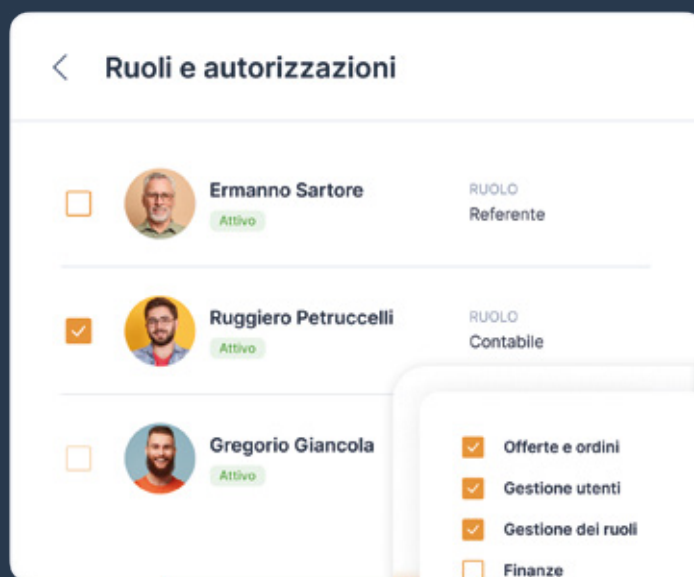 Ruoli e autorizzazioni
Ermanno Sartore
Attivo
RUOLO
Referente
Ruggiero Petruccelli
Attivo
RUOLO
Contabile
Gregorio Giancola
Attivo
Offerte e ordini
Gestione utenti
Gestione dei ruoli
Finanze